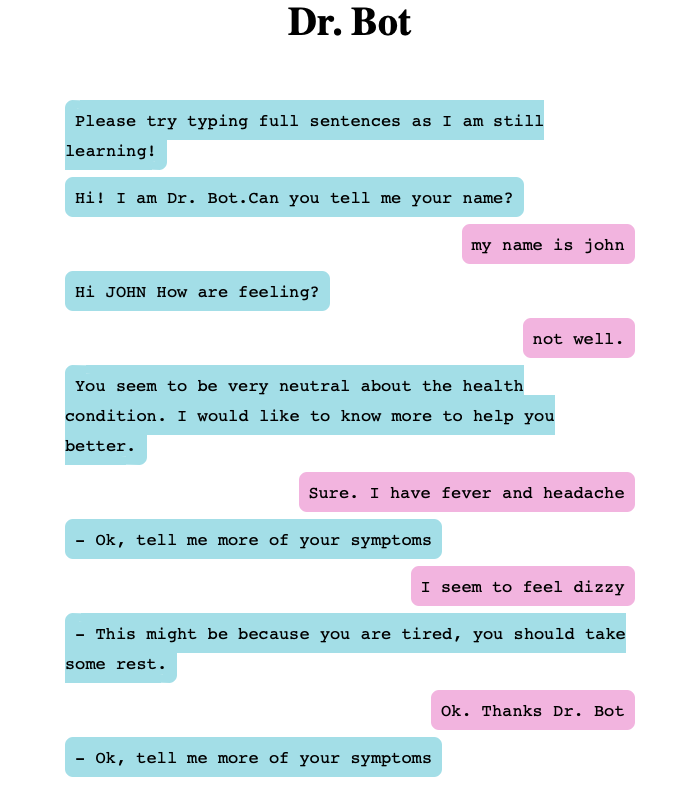 Dr. Bot
Please try typing full sentences as I am still
learning!
Hi! I am Dr. Bot.Can you tell me your name?
my name is john
Hi JOHN How are feeling?
not well.
You seem to be very neutral about the health
condition. I would like to know more to help you
better.
Sure. I have fever and headache
- Ok, tell me more of your symptoms
I seem to feel dizzy
- This might be because you are tired, you should take
some rest.
Ok. Thanks Dr. Bot
- Ok, tell me more of your symptoms